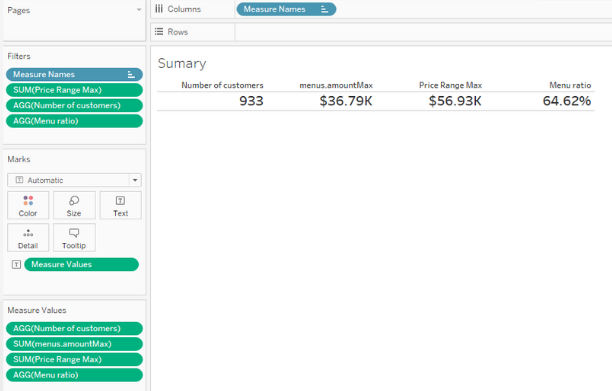 Pages
Columns
Measure Names
Rows
Filters
Measure Names
SUM(Price Range Max)
AGG(Number of customers)
AGG(Menu ratio)
Marks
Automatic
Color Size Text
Detail Tooltip
Measure Values
Measure Values
AGG(Number of customers)
SUM(menus.amountMax)
SUM(Price Range Max)
AGG(Menu ratio)
Sumary
Number of customers menus.amountMax Price Range Max Menu ratio
933 $36.79K $56.93K 64.62%